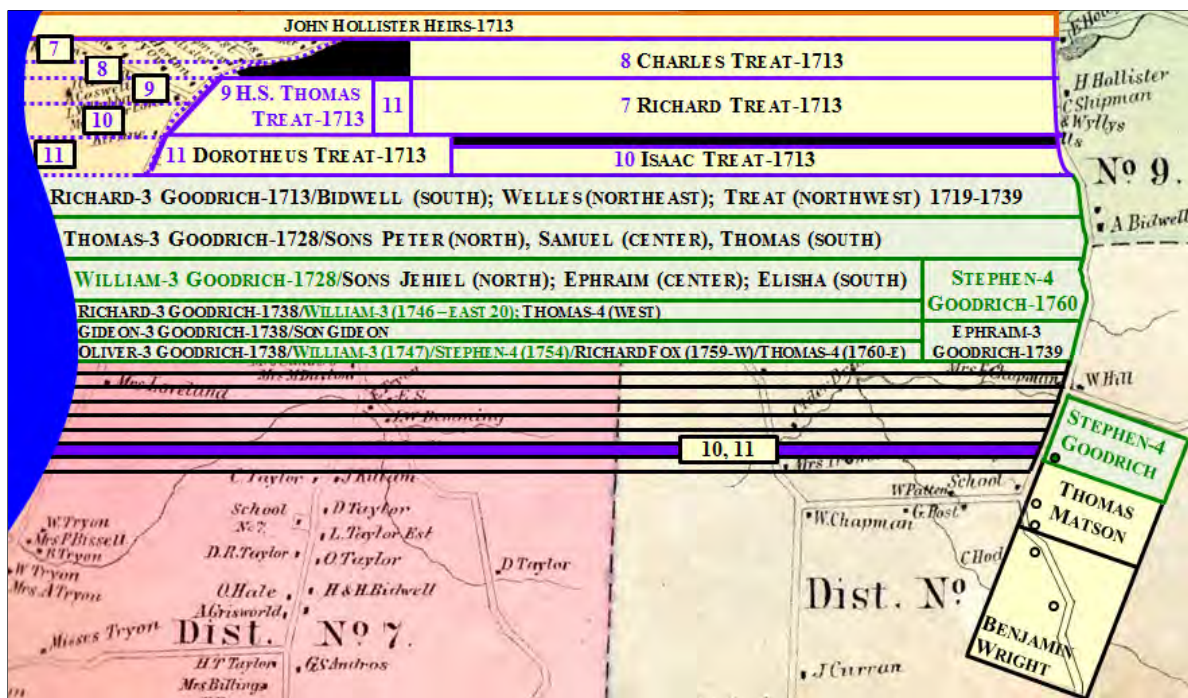 JOHN HOLLISTER HEIRS-1713
7
8
9
10
11
8 CHARLES TREAT-1713
9 H.S. THOMAS
TREAT-1713
11
7 RICHARD TREAT-1713
11 DOROTHEUS TREAT-1713
10 ISAAC TREAT-1713
H Hollister
C Shipman
& Wyllys
No 9.
A Bidwell
RICHARD-3 GOODRICH-1713/BIDWELL (SOUTH); WELLES (NORTHEAST); TREAT (NORTHWEST) 1719-1739
THOMAS-3 GOODRICH-1728/SONS PETER (NORTH), SAMUEL (CENTER), THOMAS (SOUTH)
WILLIAM-3 GOODRICH-1728/SONS JEHIEL (NORTH); EPHRAIM (CENTER); ELISHA (SOUTH)
STEPHEN-4
GOODRICH-1760
RICHARD-3 GOODRICH-1738/WILLIAM-3 (1746 – EAST 20); THOMAS-4 (WEST)
GIDEON-3 GOODRICH-1738/SON GIDEON
OLIVER-3 GOODRICH-1738/WILLIAM-3 (1747)/STEPHEN-4 (1754)/RICHARD FOX (1759-W)/THOMAS-4 (1760-E)
EPHRAIM-3
GOODRICH-1739
Mrs Loveland
E. Tryon
E. S.
Chapman
W. Hill
10, 11
STEPHEN-4
GOODRICH
THOMAS
MATSON
BENJAMIN
WRIGHT
C. Taylor
J. Killam
School
No 7.
D Taylor
L. Taylor Est
D. R. Taylor
O. Taylor
D Taylor
O. Hale
H & H. Bidwell
A. Grisworld
W. Tryon
Mrs P. Bissell
R Tryon
W Tryon
Mrs. A Tryon
Misses Tryon
Dist. No 7.
H T Taylor
Mrs Billings
G. S Andros
W Patten
School
W. Chapman
G. Post
Dist. No
J. Curran